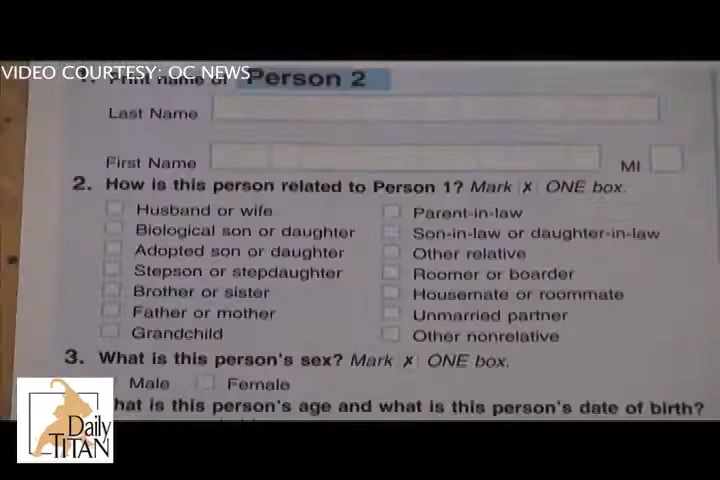 VIDEO COURTESY: OC NEWS
1. Print name of Person 2
Last Name
First Name
MI
2. How is this person related to Person 1? Mark ✗ ONE box.
Husband or wife
Biological son or daughter
Adopted son or daughter
Stepson or stepdaughter
Brother or sister
Father or mother
Grandchild
Parent-in-law
Son-in-law or daughter-in-law
Other relative
Roomer or boarder
Housemate or roommate
Unmarried partner
Other nonrelative
3. What is this person's sex? Mark ✗ ONE box.
Male Female
hat is this person's age and what is this person's date of birth?
Daily
TITAN